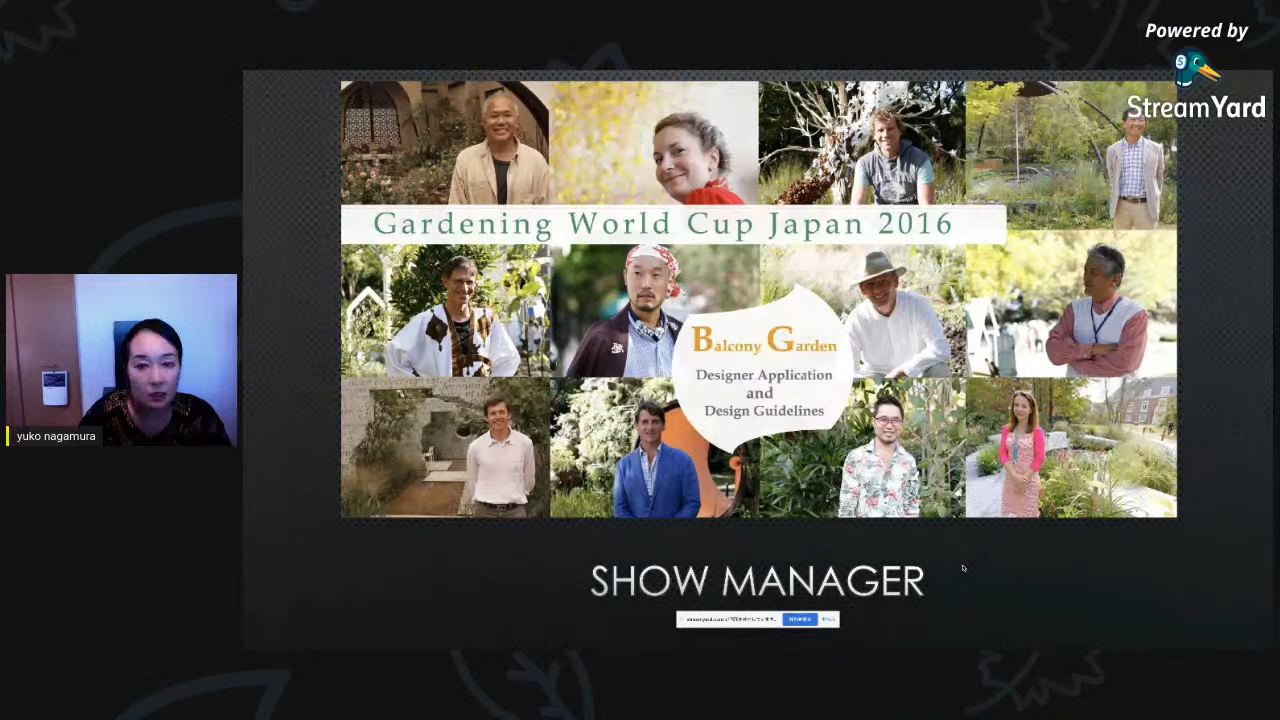 Powered by
StreamYard
Gardening World Cup Japan 2016
Balcony Garden
Designer Application
and
Design Guidelines
yuko nagamura
SHOW MANAGER